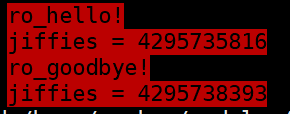 ro_hello!
jiffies = 4295735816
ro_goodbye!
jiffies = 4295738393